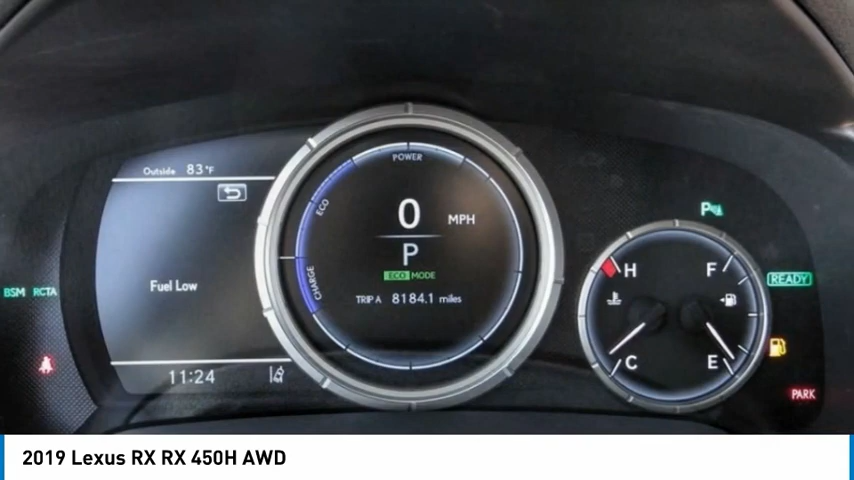 Outside 83°F
Fuel Low
11:24
BSM RCTA
POWER
ECO
CHARGE
0 MPH
P
ECO MODE
TRIP A 8184.1 miles
P
H F
C E
READY
PARK
2019 Lexus RX RX 450H AWD